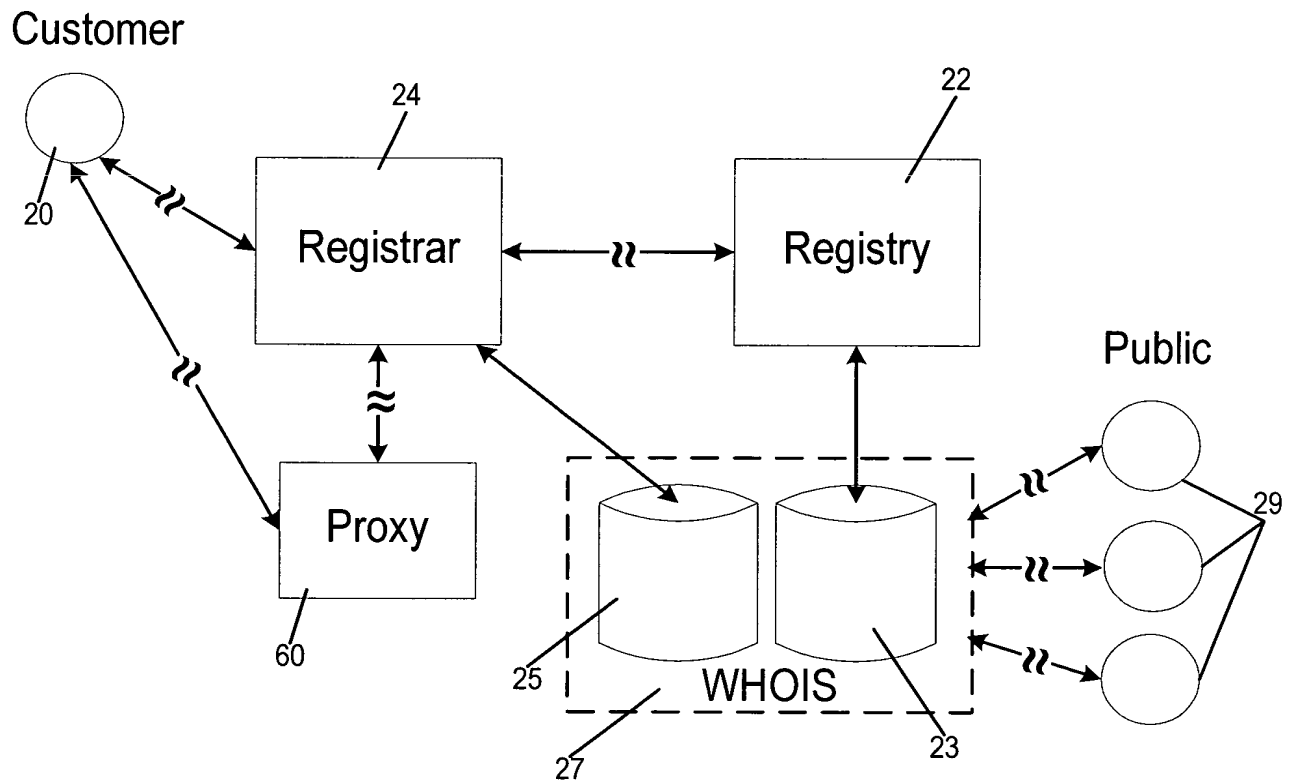 Customer
24
22
20
Registrar
Registry
Public
Proxy
29
60
25
WHOIS
27
23